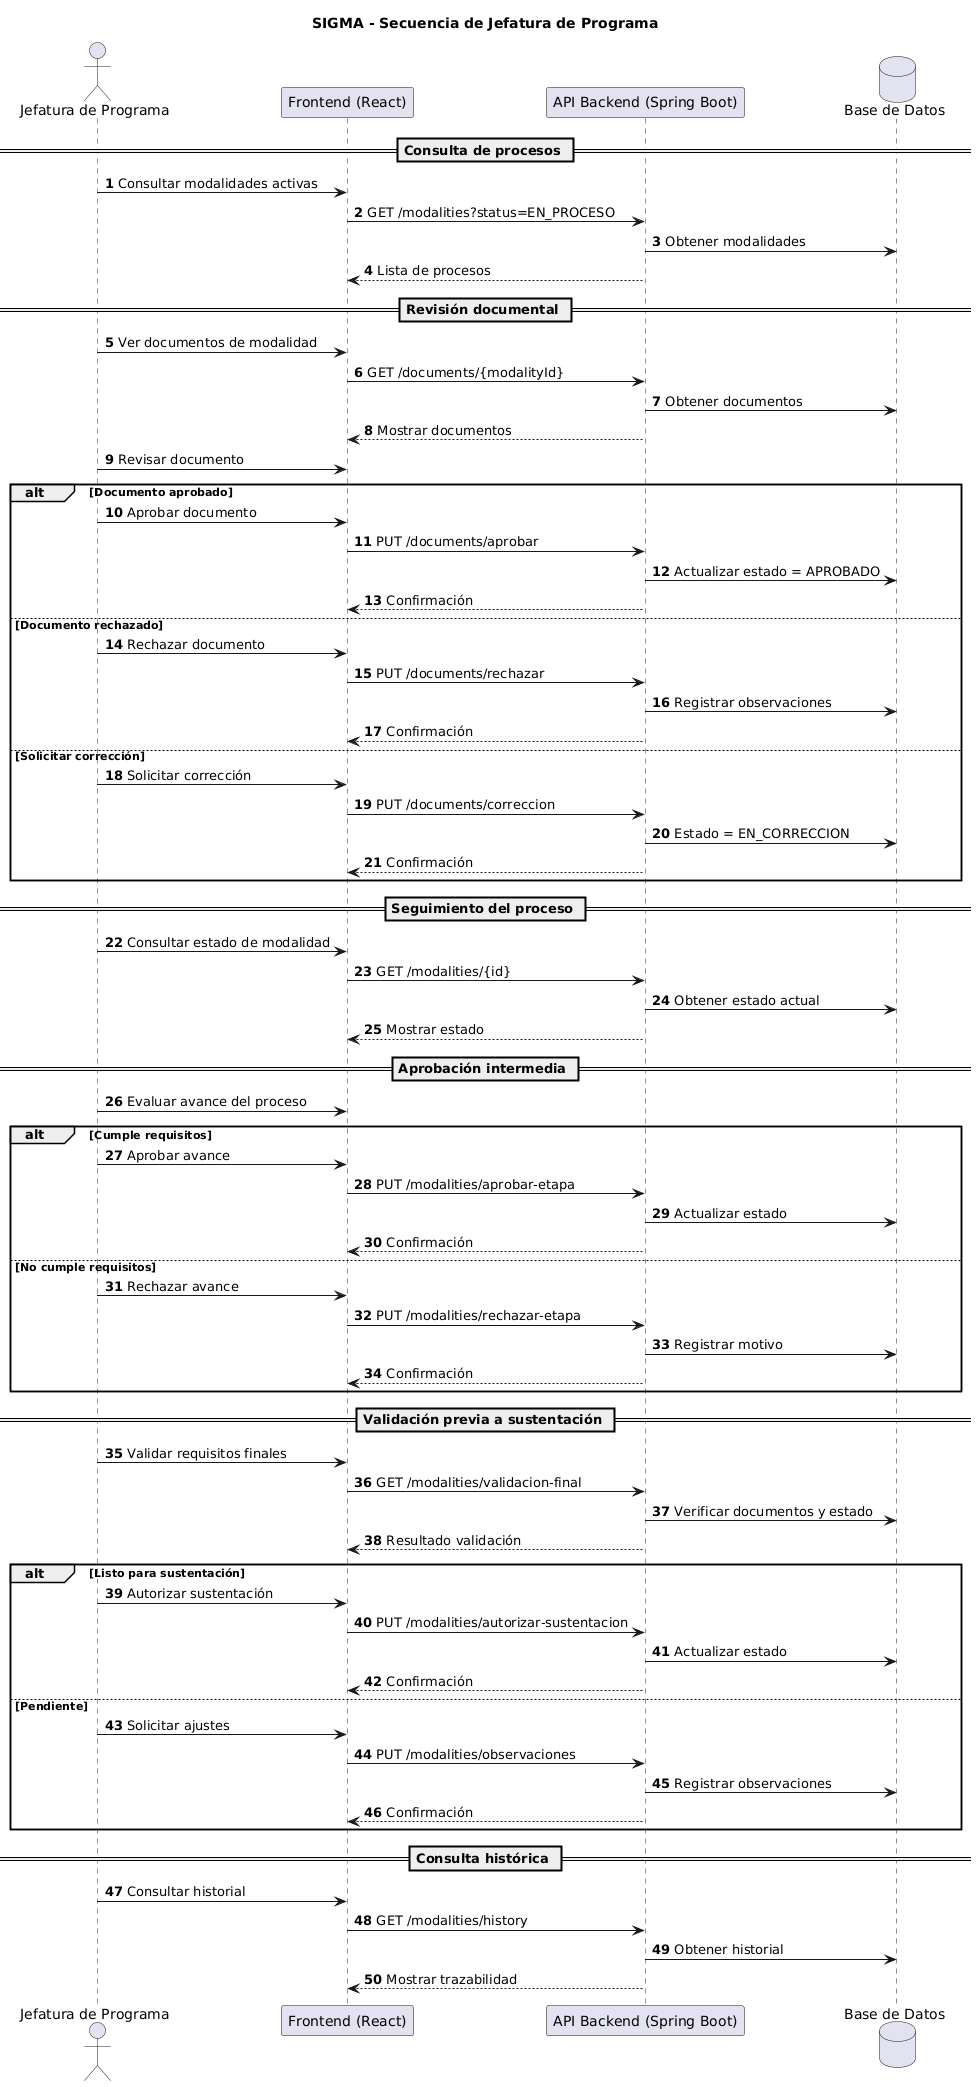 SIGMA - Secuencia de Jefatura de Programa
Jefatura de Programa
Frontend (React)
API Backend (Spring Boot)
Base de Datos
Consulta de procesos
1 Consultar modalidades activas
2 GET /modalities?status=EN_PROCESO
3 Obtener modalidades
4 Lista de procesos
Revisión documental
5 Ver documentos de modalidad
6 GET /documents/{modalityId}
7 Obtener documentos
8 Mostrar documentos
9 Revisar documento
alt [Documento aprobado]
10 Aprobar documento
11 PUT /documents/aprobar
12 Actualizar estado = APROBADO
13 Confirmación
[Documento rechazado]
14 Rechazar documento
15 PUT /documents/rechazar
16 Registrar observaciones
17 Confirmación
[Solicitar corrección]
18 Solicitar corrección
19 PUT /documents/correccion
20 Estado = EN_CORRECCION
21 Confirmación
Seguimiento del proceso
22 Consultar estado de modalidad
23 GET /modalities/{id}
24 Obtener estado actual
25 Mostrar estado
Aprobación intermedia
26 Evaluar avance del proceso
alt [Cumple requisitos]
27 Aprobar avance
28 PUT /modalities/aprobar-etapa
29 Actualizar estado
30 Confirmación
[No cumple requisitos]
31 Rechazar avance
32 PUT /modalities/rechazar-etapa
33 Registrar motivo
34 Confirmación
Validación previa a sustentación
35 Validar requisitos finales
36 GET /modalities/validacion-final
37 Verificar documentos y estado
38 Resultado validación
alt [Listo para sustentación]
39 Autorizar sustentación
40 PUT /modalities/autorizar-sustentacion
41 Actualizar estado
42 Confirmación
[Pendiente]
43 Solicitar ajustes
44 PUT /modalities/observaciones
45 Registrar observaciones
46 Confirmación
Consulta histórica
47 Consultar historial
48 GET /modalities/history
49 Obtener historial
50 Mostrar trazabilidad
Jefatura de Programa
Frontend (React)
API Backend (Spring Boot)
Base de Datos